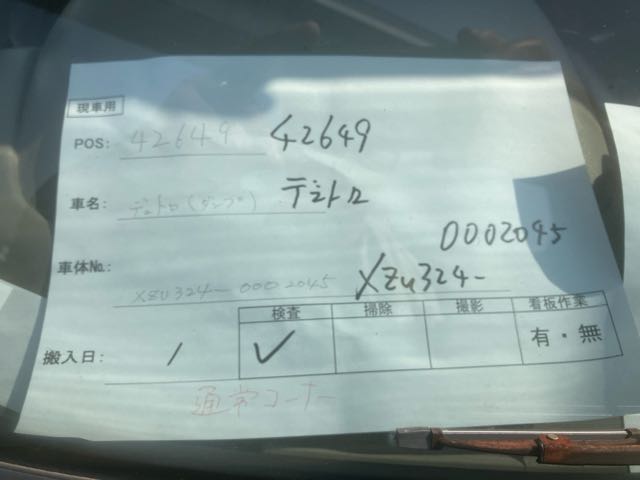 現車用
POS: 42649 42649
車名: デュトロ(ダンプ) デュトロ
0002045
車体No.: XZU324-0002045 XZU324-
検査 掃除 撮影 看板作業
搬入日: / ✓ 有・無
通常コーナー